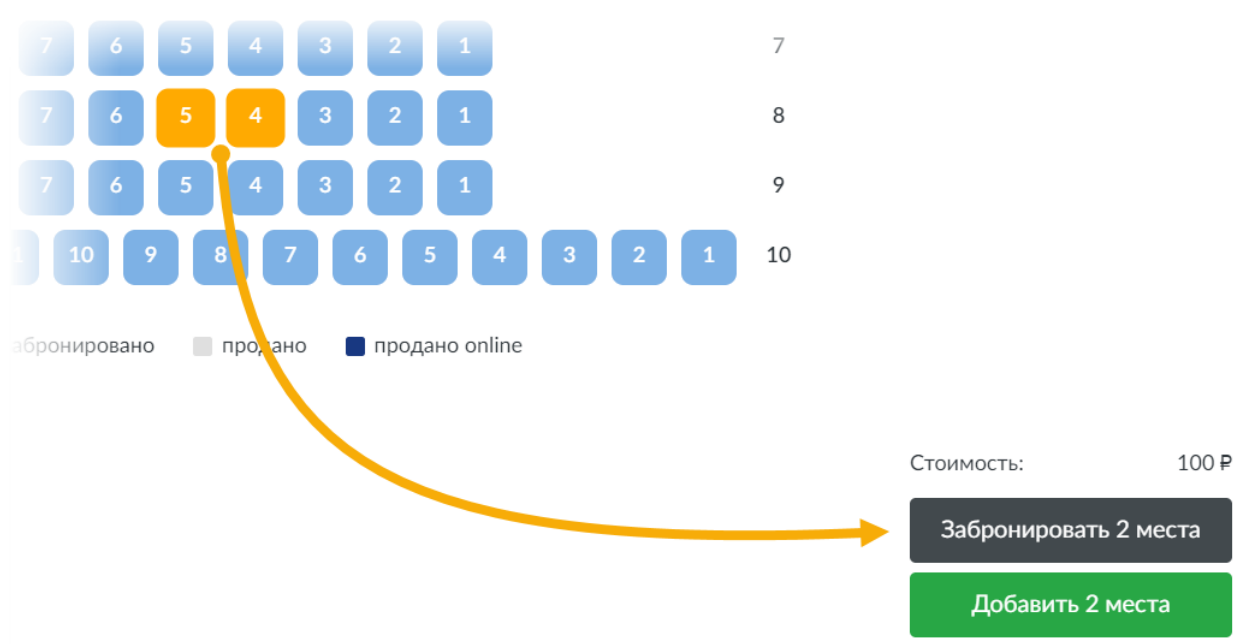 7 6 5 4 3 2 1 7
7 6 5 4 3 2 1 8
7 6 5 4 3 2 1 9
1 10 9 8 7 6 5 4 3 2 1 10
абронировано продано продано online
Стоимость: 100 ₽
Забронировать 2 места
Добавить 2 места